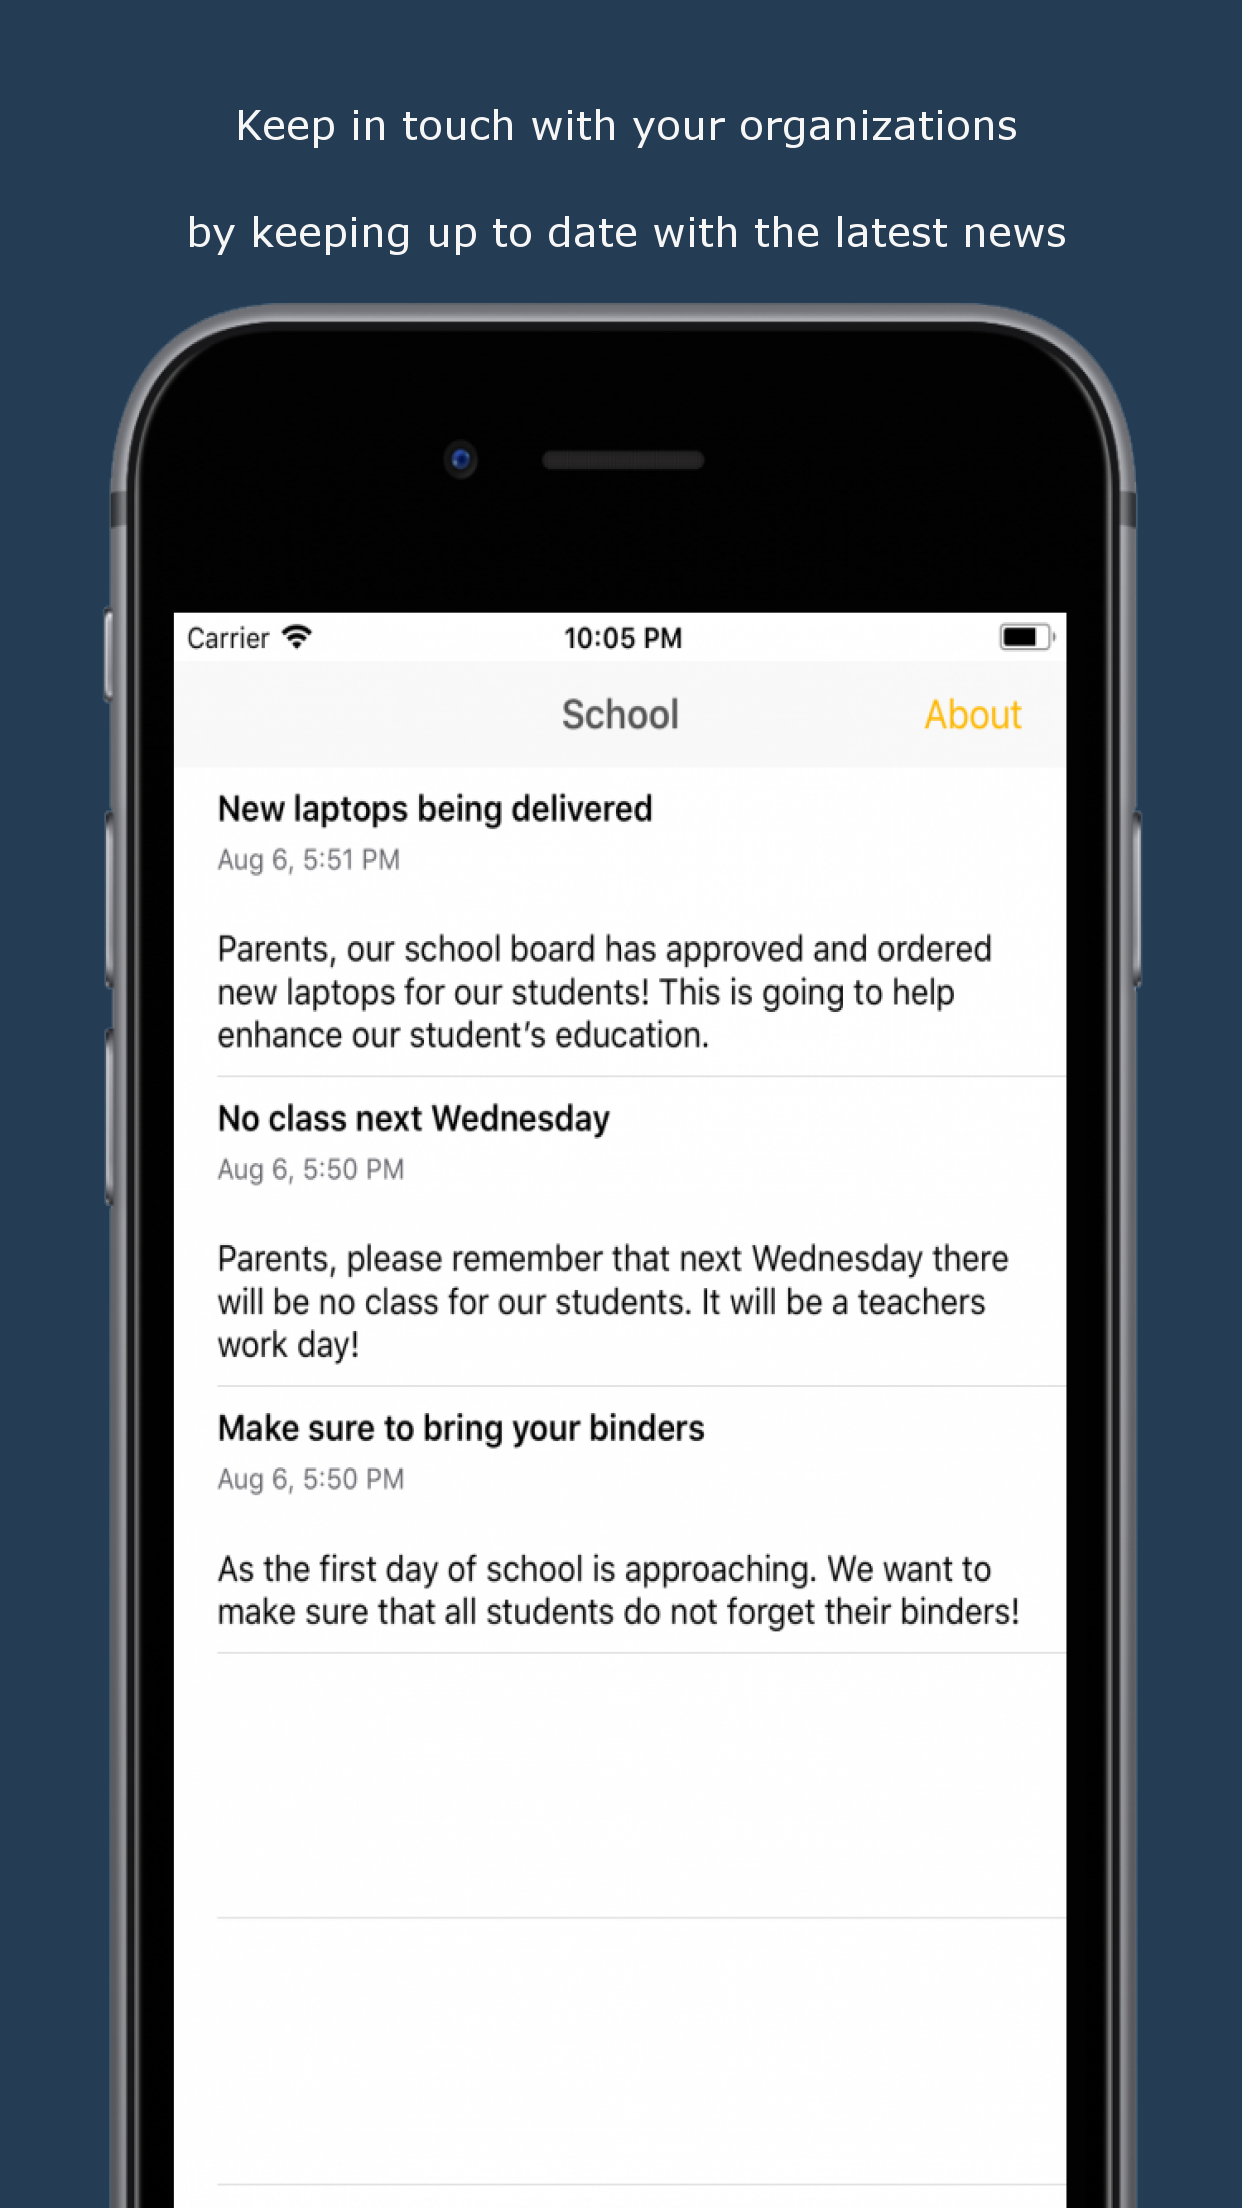 Keep in touch with your organizations
by keeping up to date with the latest news
Carrier 10:05 PM
School About
New laptops being delivered
Aug 6, 5:51 PM
Parents, our school board has approved and ordered
new laptops for our students! This is going to help
enhance our student’s education.
No class next Wednesday
Aug 6, 5:50 PM
Parents, please remember that next Wednesday there
will be no class for our students. It will be a teachers
work day!
Make sure to bring your binders
Aug 6, 5:50 PM
As the first day of school is approaching. We want to
make sure that all students do not forget their binders!